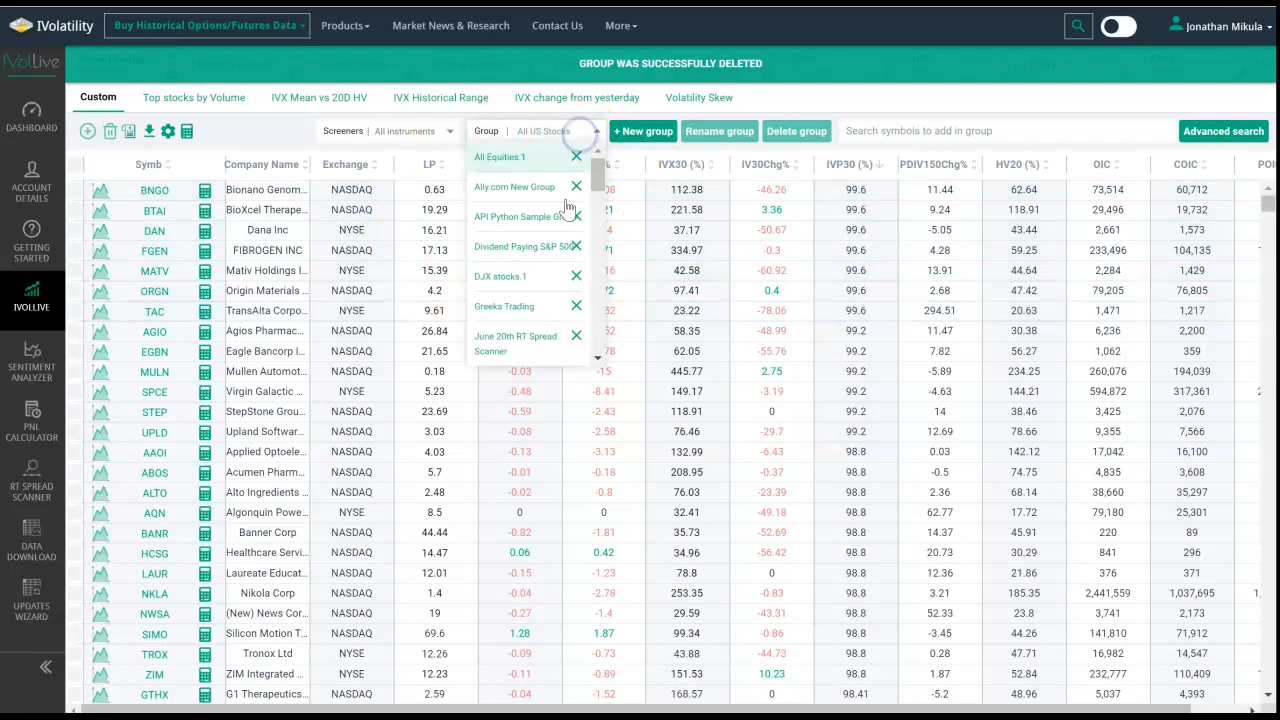 IVolatility
Buy Historical Options/Futures Data
Products
Market News & Research
Contact Us
More
Jonathan Mikula
IVolLive
GROUP WAS SUCCESSFULLY DELETED
Custom
Top stocks by Volume
IVX Mean vs 20D HV
IVX Historical Range
IVX change from yesterday
Volatility Skew
Screeners | All instruments
Group | All US Stocks
+ New group
Rename group
Delete group
Search symbols to add in group
Advanced search
DASHBOARD
ACCOUNT DETAILS
GETTING STARTED
IVOLLIVE
SENTIMENT ANALYZER
PNL CALCULATOR
RT SPREAD SCANNER
DATA DOWNLOAD
UPDATES WIZARD
All Equities.1
Ally.com New Group
API Python Sample G
Dividend Paying S&P 500
DJX stocks.1
Greeks Trading
June 20th RT Spread Scanner
Symb Company Name Exchange LP % IVX30 (%) IV30Chg% IVP30 (%) PDIV150Chg% HV20 (%) OIC COIC POI
BNGO Bionano Genom... NASDAQ 0.63 08 112.38 -46.26 99.6 11.44 62.64 73,514 60,712
BTAI BioXcel Therape... NASDAQ 19.29 21 221.58 3.36 99.6 9.24 118.91 29,496 19,732
DAN Dana Inc NYSE 16.21 4 37.17 -50.67 99.6 -5.05 43.44 2,661 1,573
FGEN FIBROGEN INC NASDAQ 17.13 71 334.97 -0.3 99.6 4.28 59.25 233,496 104,135
MATV Mativ Holdings I... NYSE 15.39 16 42.58 -60.92 99.6 13.91 44.64 2,284 1,429
ORGN Origin Materials ... NASDAQ 4.2 72 97.41 0.4 99.6 2.68 47.42 79,205 76,805
TAC TransAlta Corpo... NYSE 9.61 52 23.22 -78.06 99.6 294.51 20.63 1,471 1,217
AGIO Agios Pharmac... NASDAQ 26.84 58.35 -48.99 99.2 11.47 30.38 6,236 2,200
EGBN Eagle Bancorp I... NASDAQ 21.65 78 62.05 -55.76 99.2 7.82 56.27 1,062 359
MULN Mullen Automot... NASDAQ 0.18 -0.03 -15 445.77 2.75 99.2 -5.89 234.25 260,076 194,039
SPCE Virgin Galactic ... NYSE 5.23 -0.48 -8.41 149.17 -3.19 99.2 -4.63 144.27 594,872 317,361 2
STEP StepStone Grou... NASDAQ 23.69 -0.59 -2.43 118.91 0 99.2 14 38.46 3,425 2,076
UPLD Upland Softwar... NASDAQ 3.03 -0.08 -2.58 76.46 -29.7 99.2 12.69 78.66 9,355 7,566
AAOI Applied Optoele... NASDAQ 4.03 -0.13 -3.13 132.99 -6.43 98.8 0.03 142.12 17,042 16,100
ABOS Acumen Pharm... NASDAQ 5.7 -0.01 -0.18 208.95 -0.37 98.8 -0.5 74.75 4,835 3,608
ALTO Alto Ingredients ... NASDAQ 2.48 -0.02 -0.8 76.03 -23.39 98.8 2.36 68.14 38,660 35,297
AQN Algonquin Powe... NYSE 8.5 0 0 32.41 -49.18 98.8 62.77 17.72 79,180 25,301
BANR Banner Corp NASDAQ 44.44 -0.82 -1.81 35.93 -52.69 98.8 14.37 45.91 220 89
HCSG Healthcare Servi... NASDAQ 14.47 0.06 0.42 34.96 -56.42 98.8 20.73 30.29 841 296
LAUR Laureate Educat... NASDAQ 12.01 -0.15 -1.23 78.8 0 98.8 12.36 21.86 376 371
NKLA Nikola Corp NASDAQ 1.4 -0.04 -2.78 253.35 -0.83 98.8 3.21 185.35 2,441,559 1,037,695 1,
NWSA (New) News Cor... NASDAQ 19 -0.27 -1.4 29.59 -43.31 98.8 52.33 23.8 3,741 2,173
SIMO Silicon Motion T... NASDAQ 69.6 1.28 1.87 99.34 -0.86 98.8 -3.45 44.26 141,810 71,912
TROX Tronox Ltd NYSE 12.26 -0.09 -0.73 43.88 -44.73 98.8 0.28 47.71 16,982 14,547
ZIM ZIM Integrated ... NYSE 12.23 -0.11 -0.89 151.53 10.23 98.8 1.87 52.84 232,777 110,409
GTHX G1 Therapeutics... NASDAQ 2.59 -0.04 -1.52 168.57 0 98.41 -5.2 48.96 5,037 4,393